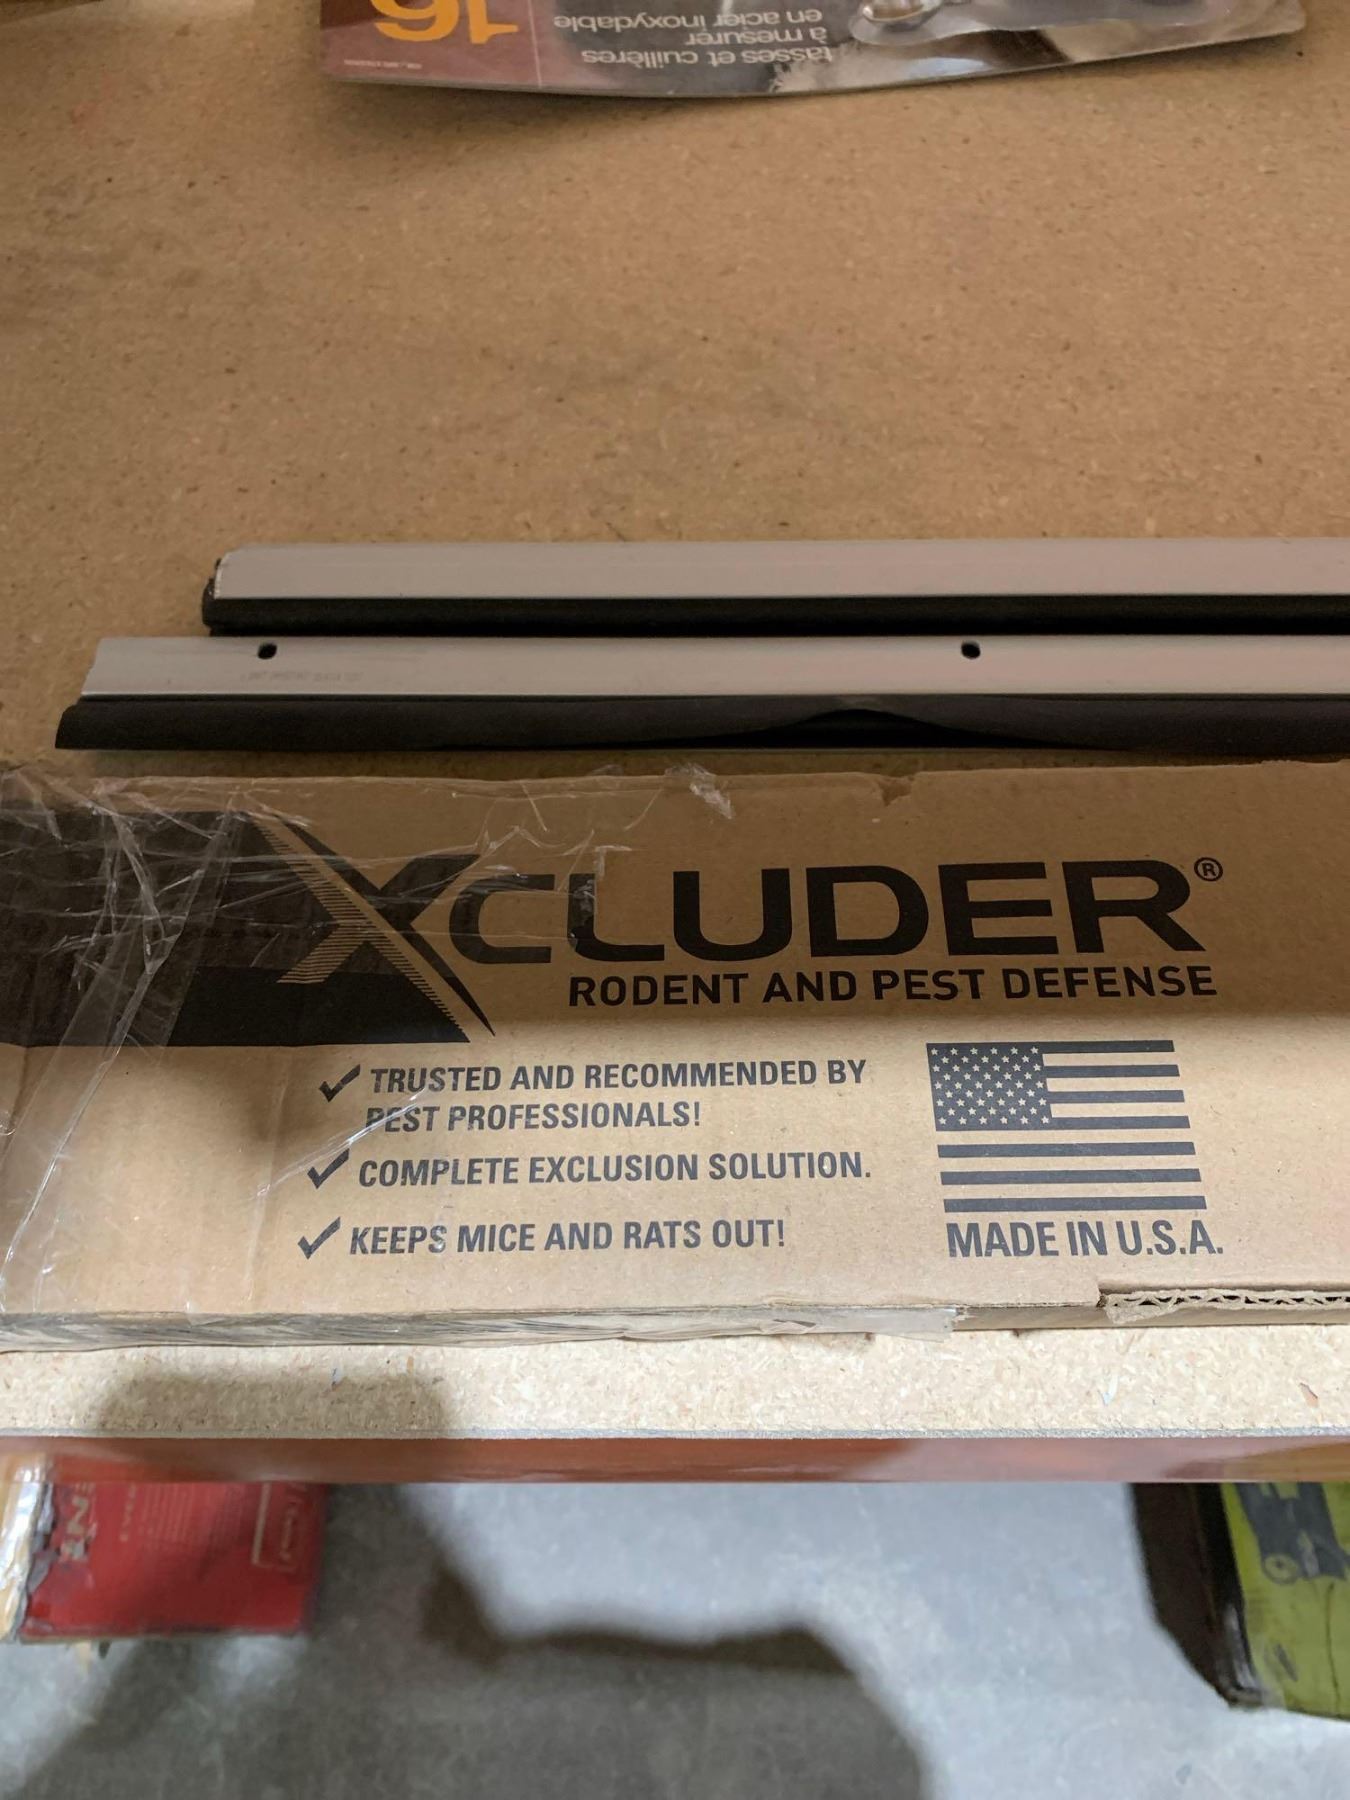 16
tasses et cuillères
à mesurer
en acier inoxydable
XCLUDER®
RODENT AND PEST DEFENSE
✓ TRUSTED AND RECOMMENDED BY
PEST PROFESSIONALS!
✓ COMPLETE EXCLUSION SOLUTION.
✓ KEEPS MICE AND RATS OUT!
MADE IN U.S.A.